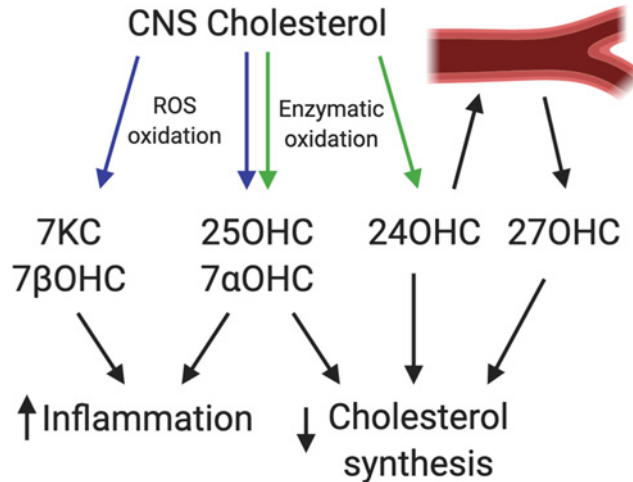 CNS Cholesterol
ROS
oxidation
Enzymatic
oxidation
7KC
7βOHC
25OHC
7αOHC
24OHC
27OHC
Inflammation
Cholesterol
synthesis